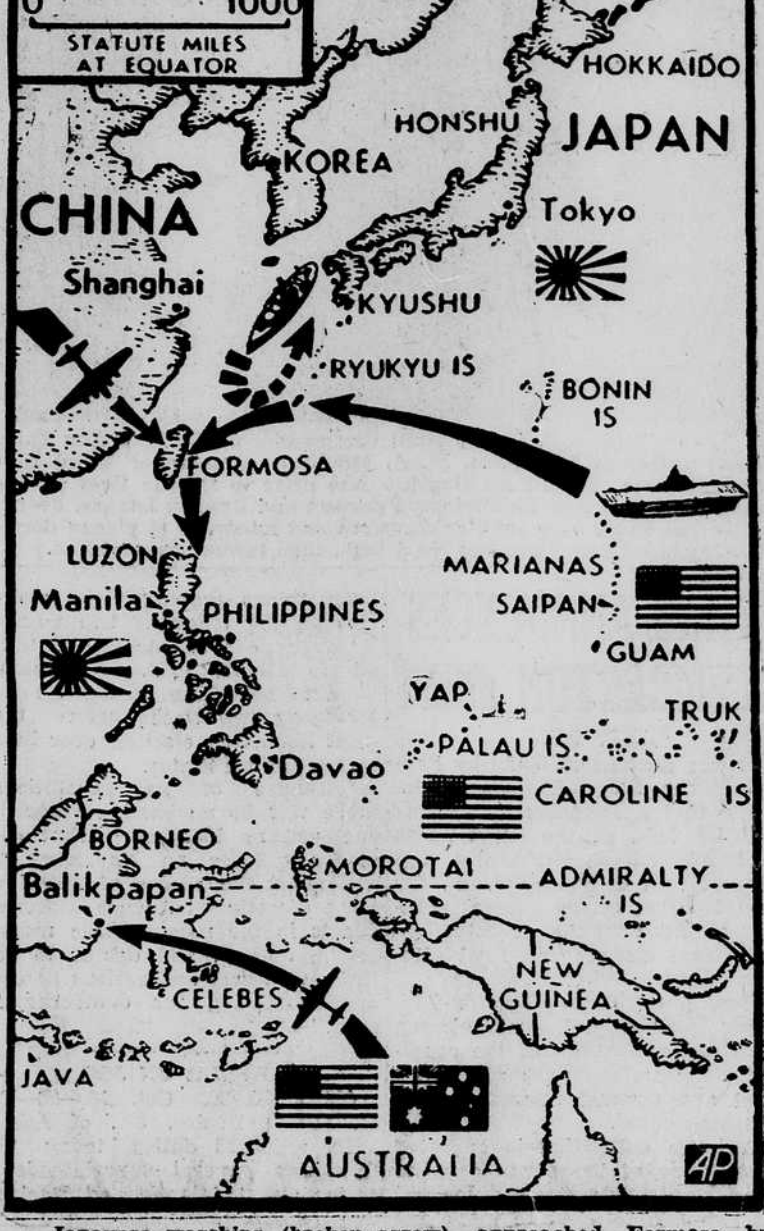 0 1000
STATUTE MILES
AT EQUATOR
HOKKAIDO
HONSHU
JAPAN
KOREA
CHINA
Tokyo
Shanghai
KYUSHU
RYUKYU IS
BONIN
IS
FORMOSA
LUZON
MARIANAS
Manila
PHILIPPINES
SAIPAN
GUAM
YAP
TRUK
PALAU IS.
Davao
CAROLINE IS
BORNEO
MOROTAI
Balikpapan
ADMIRALTY
IS
NEW
GUINEA
CELEBES
JAVA
AUSTRALIA
AP